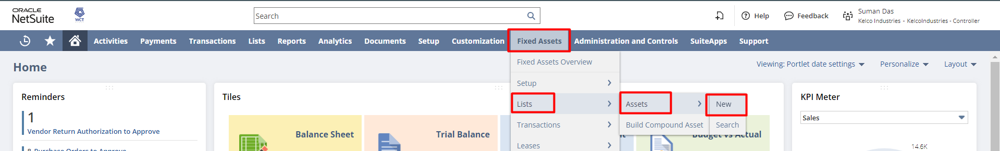 ORACLE
NetSuite
WCT
Search
Help
Feedback
Suman Das
Kelco Industries - KelcoIndustries - Controller
Activities
Payments
Transactions
Lists
Reports
Analytics
Documents
Setup
Customization
Fixed Assets
Administration and Controls
SuiteApps
Support
Home
Viewing: Portlet date settings
Personalize
Layout
Fixed Assets Overview
Setup
Lists
Transactions
Leases
Assets
Build Compound Asset
New
Search
Reminders
1
Vendor Return Authorization to Approve
8 Purchase Orders to Approve
Tiles
Balance Sheet
Trial Balance
Budget vs Actual
KPI Meter
Sales
14.6K